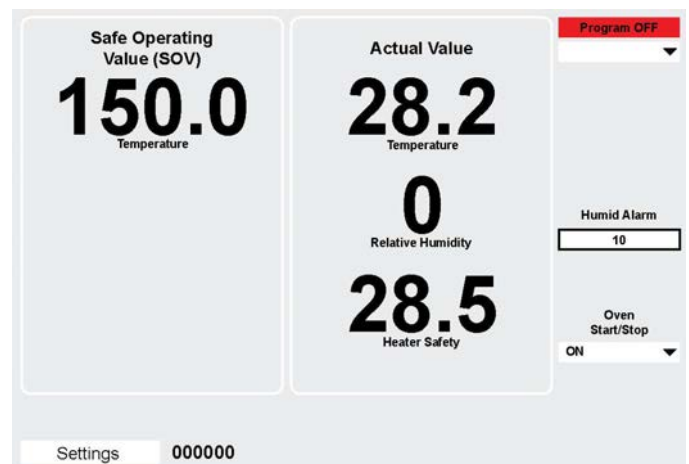 Safe Operating
Value (SOV)
150.0
Temperature
Actual Value
28.2
Temperature
0
Relative Humidity
28.5
Heater Safety
Program OFF
Humid Alarm
10
Oven
Start/Stop
ON
Settings
000000